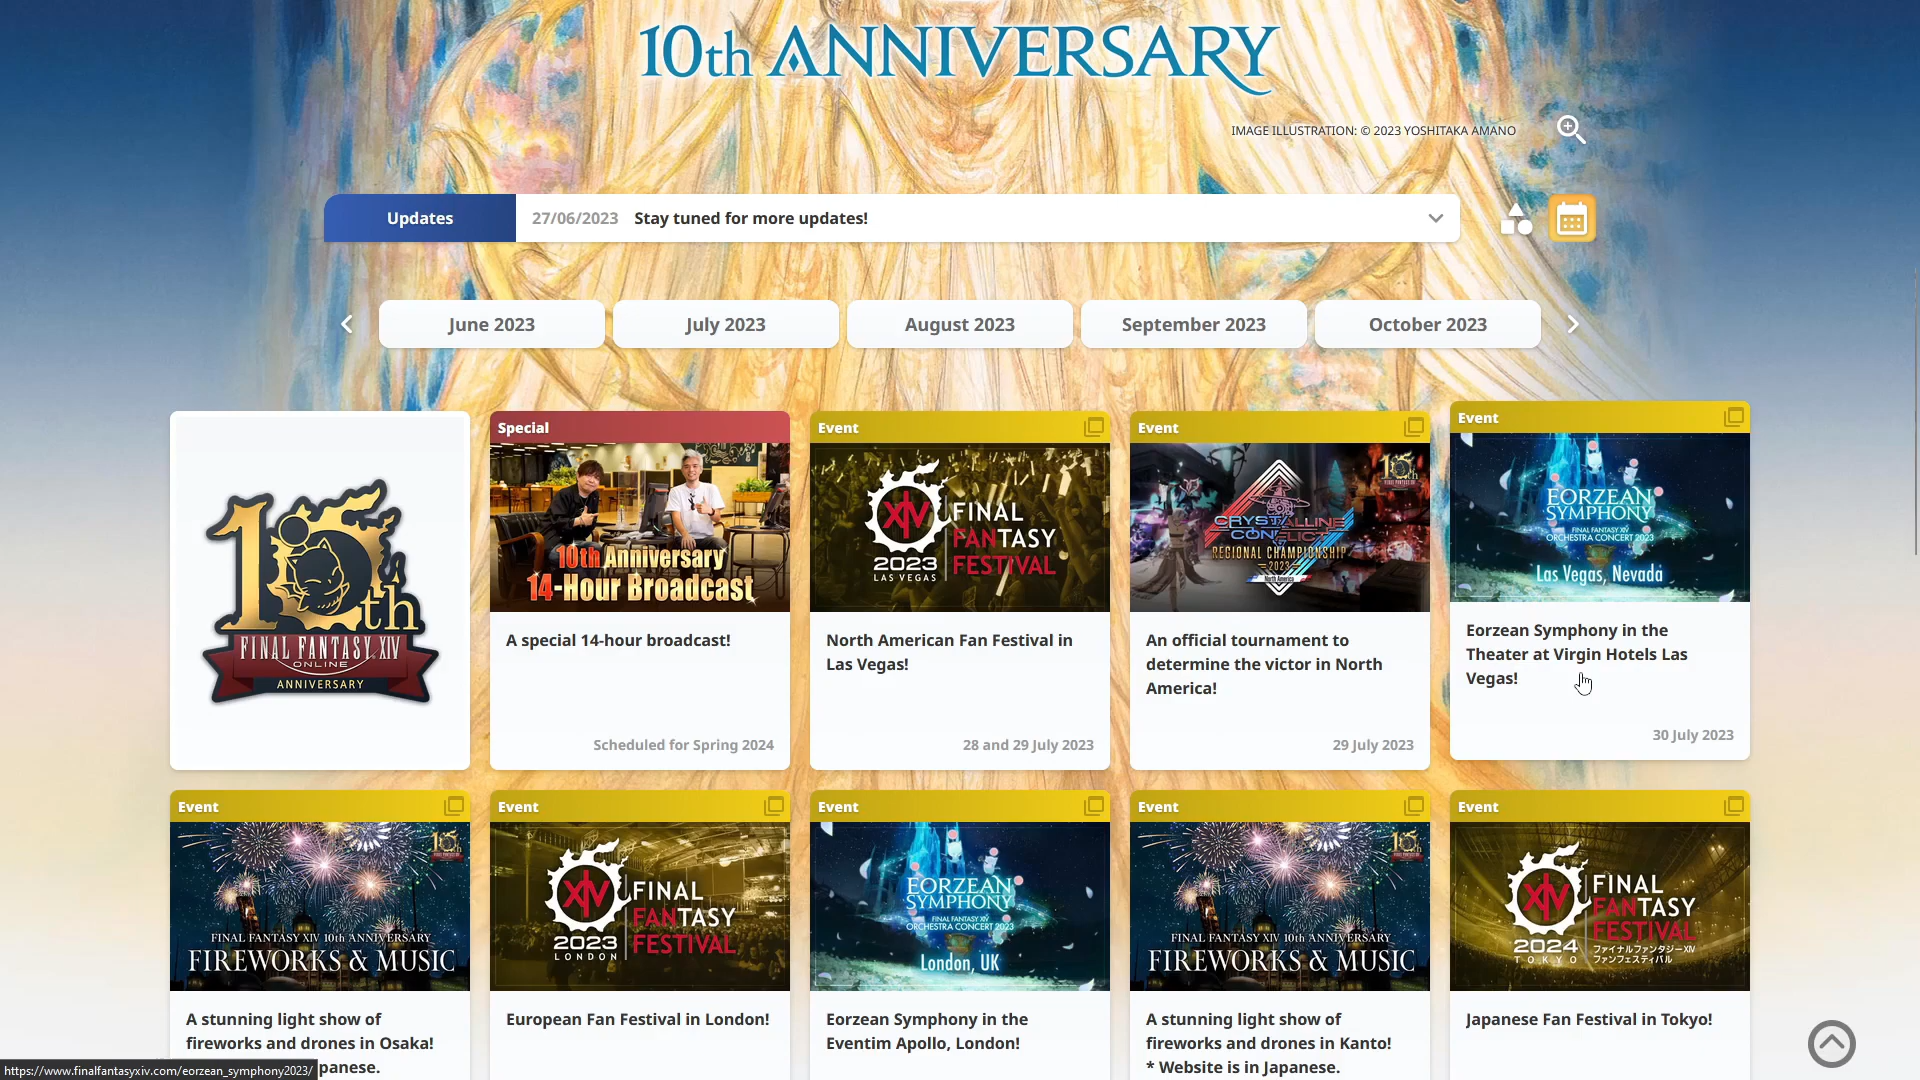 10th ANNIVERSARY
IMAGE ILLUSTRATION: © 2023 YOSHITAKA AMANO
Updates
27/06/2023 Stay tuned for more updates!
June 2023
July 2023
August 2023
September 2023
October 2023
10th
FINAL FANTASY XIV
ONLINE
ANNIVERSARY
Special
10th Anniversary
14-Hour Broadcast
A special 14-hour broadcast!
Scheduled for Spring 2024
Event
XIV
2023
LAS VEGAS
FINAL
FANTASY
FESTIVAL
North American Fan Festival in
Las Vegas!
28 and 29 July 2023
Event
10th
CRYSTALLINE
CONFLICT
REGIONAL CHAMPIONSHIP
2023
North America
An official tournament to
determine the victor in North
America!
29 July 2023
Event
EORZEAN
SYMPHONY
FINAL FANTASY XIV
ORCHESTRA CONCERT 2023
Las Vegas, Nevada
Eorzean Symphony in the
Theater at Virgin Hotels Las
Vegas!
30 July 2023
Event
10th
FINAL FANTASY XIV 10th ANNIVERSARY
FIREWORKS & MUSIC
A stunning light show of
fireworks and drones in Osaka!
panese.
Event
XIV
2023
LONDON
FINAL
FANTASY
FESTIVAL
European Fan Festival in London!
Event
EORZEAN
SYMPHONY
FINAL FANTASY XIV
ORCHESTRA CONCERT 2023
London, UK
Eorzean Symphony in the
Eventim Apollo, London!
Event
10th
FINAL FANTASY XIV 10th ANNIVERSARY
FIREWORKS & MUSIC
A stunning light show of
fireworks and drones in Kanto!
* Website is in Japanese.
Event
XIV
2024
TOKYO
FINAL
FANTASY
FESTIVAL
ファイナルファンタジーXIV
ファンフェスティバル
Japanese Fan Festival in Tokyo!
https://www.finalfantasyxiv.com/eorzean_symphony2023/